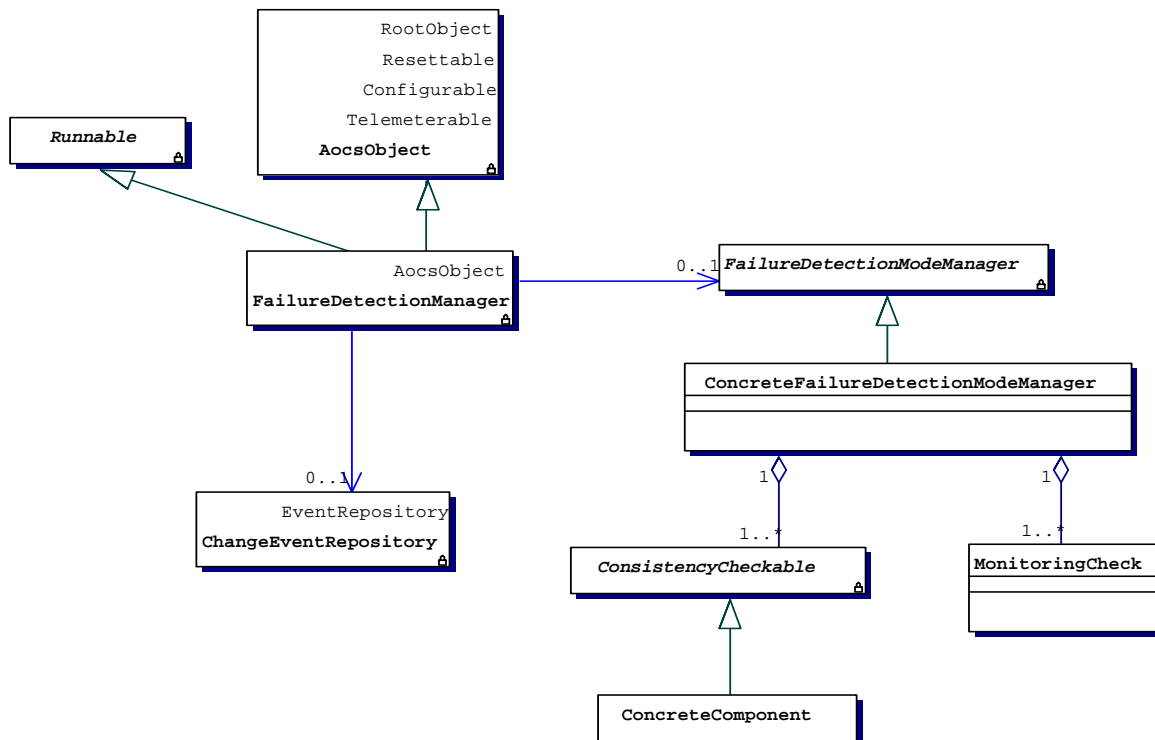 RootObject
Resettable
Configurable
Telemeterable
AocsObject
Runnable
AocsObject
FailureDetectionManager
0..1
FailureDetectionModeManager
ConcreteFailureDetectionModeManager
0..1
EventRepository
ChangeEventRepository
1
1
1..*
1..*
ConsistencyCheckable
MonitoringCheck
ConcreteComponent